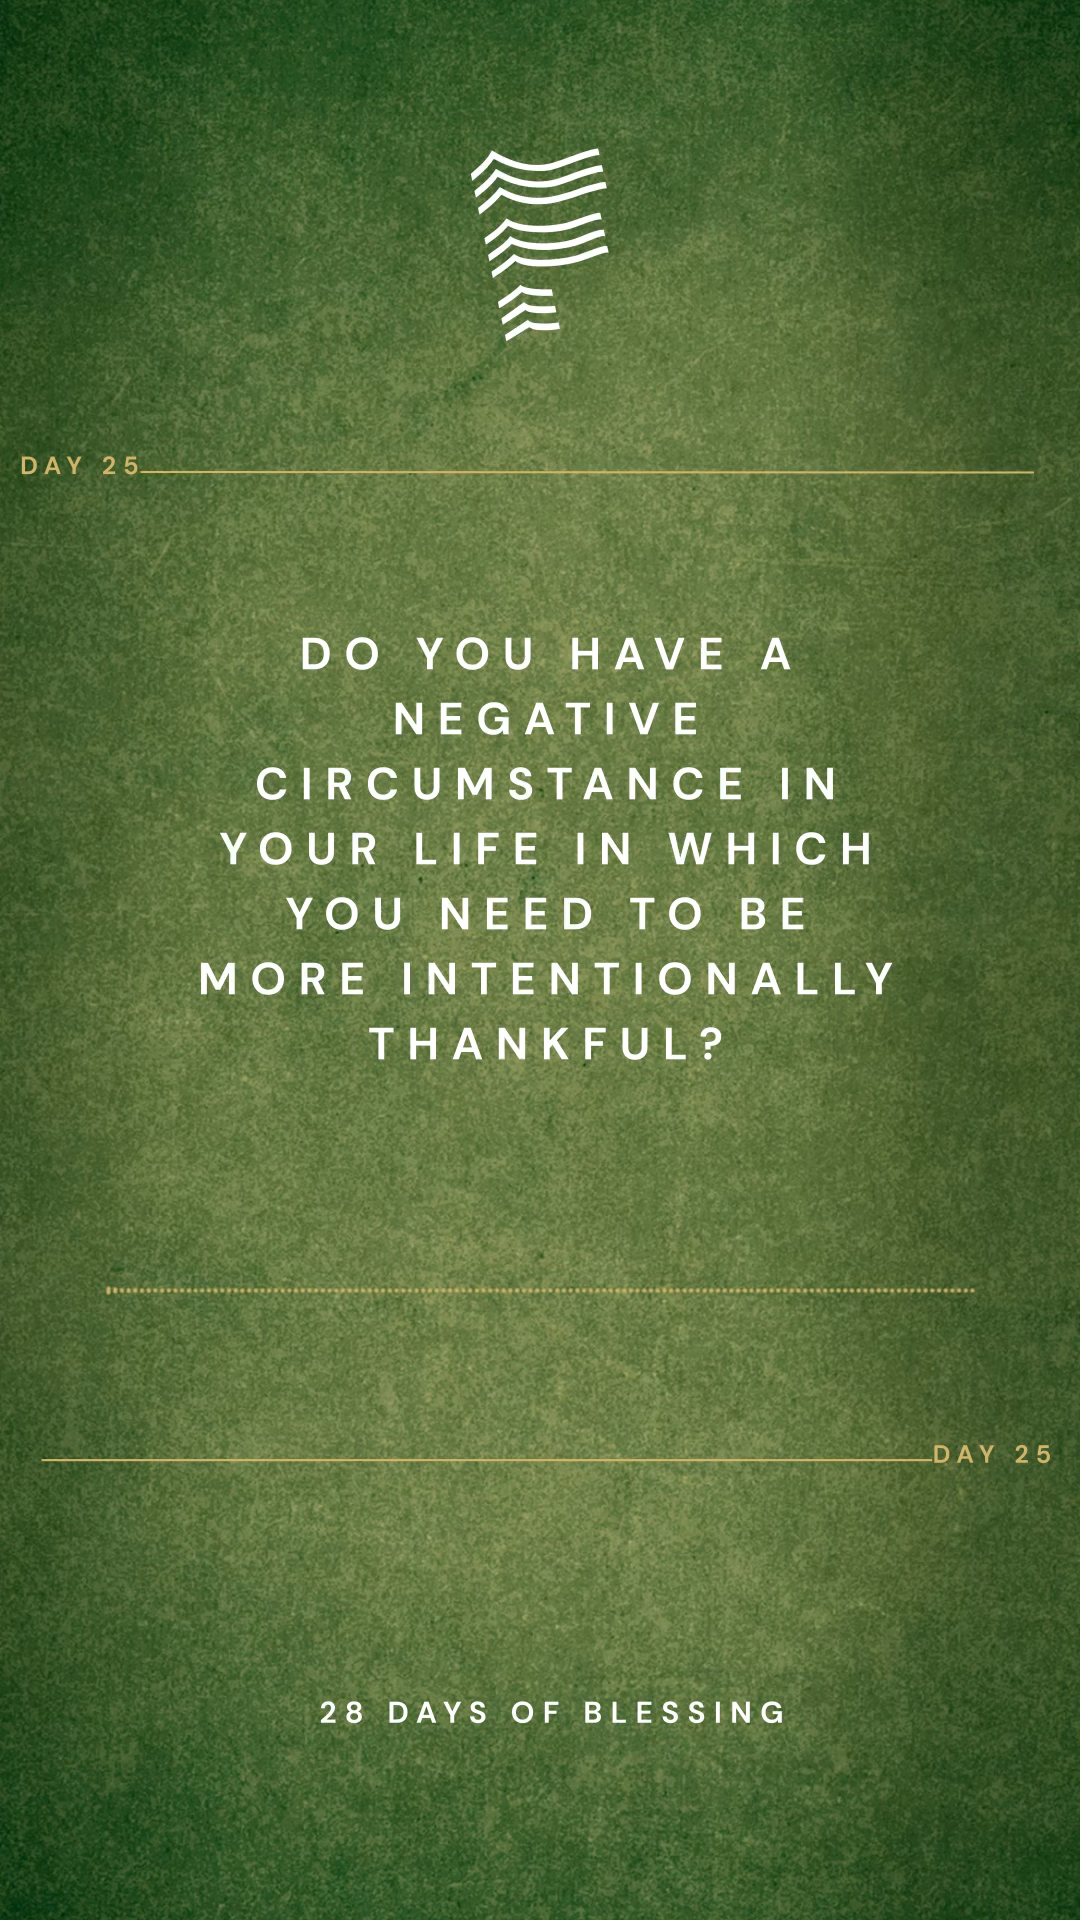 DAY 25
DO YOU HAVE A
NEGATIVE
CIRCUMSTANCE IN
YOUR LIFE IN WHICH
YOU NEED TO BE
MORE INTENTIONALLY
THANKFUL?
DAY 25
28 DAYS OF BLESSING